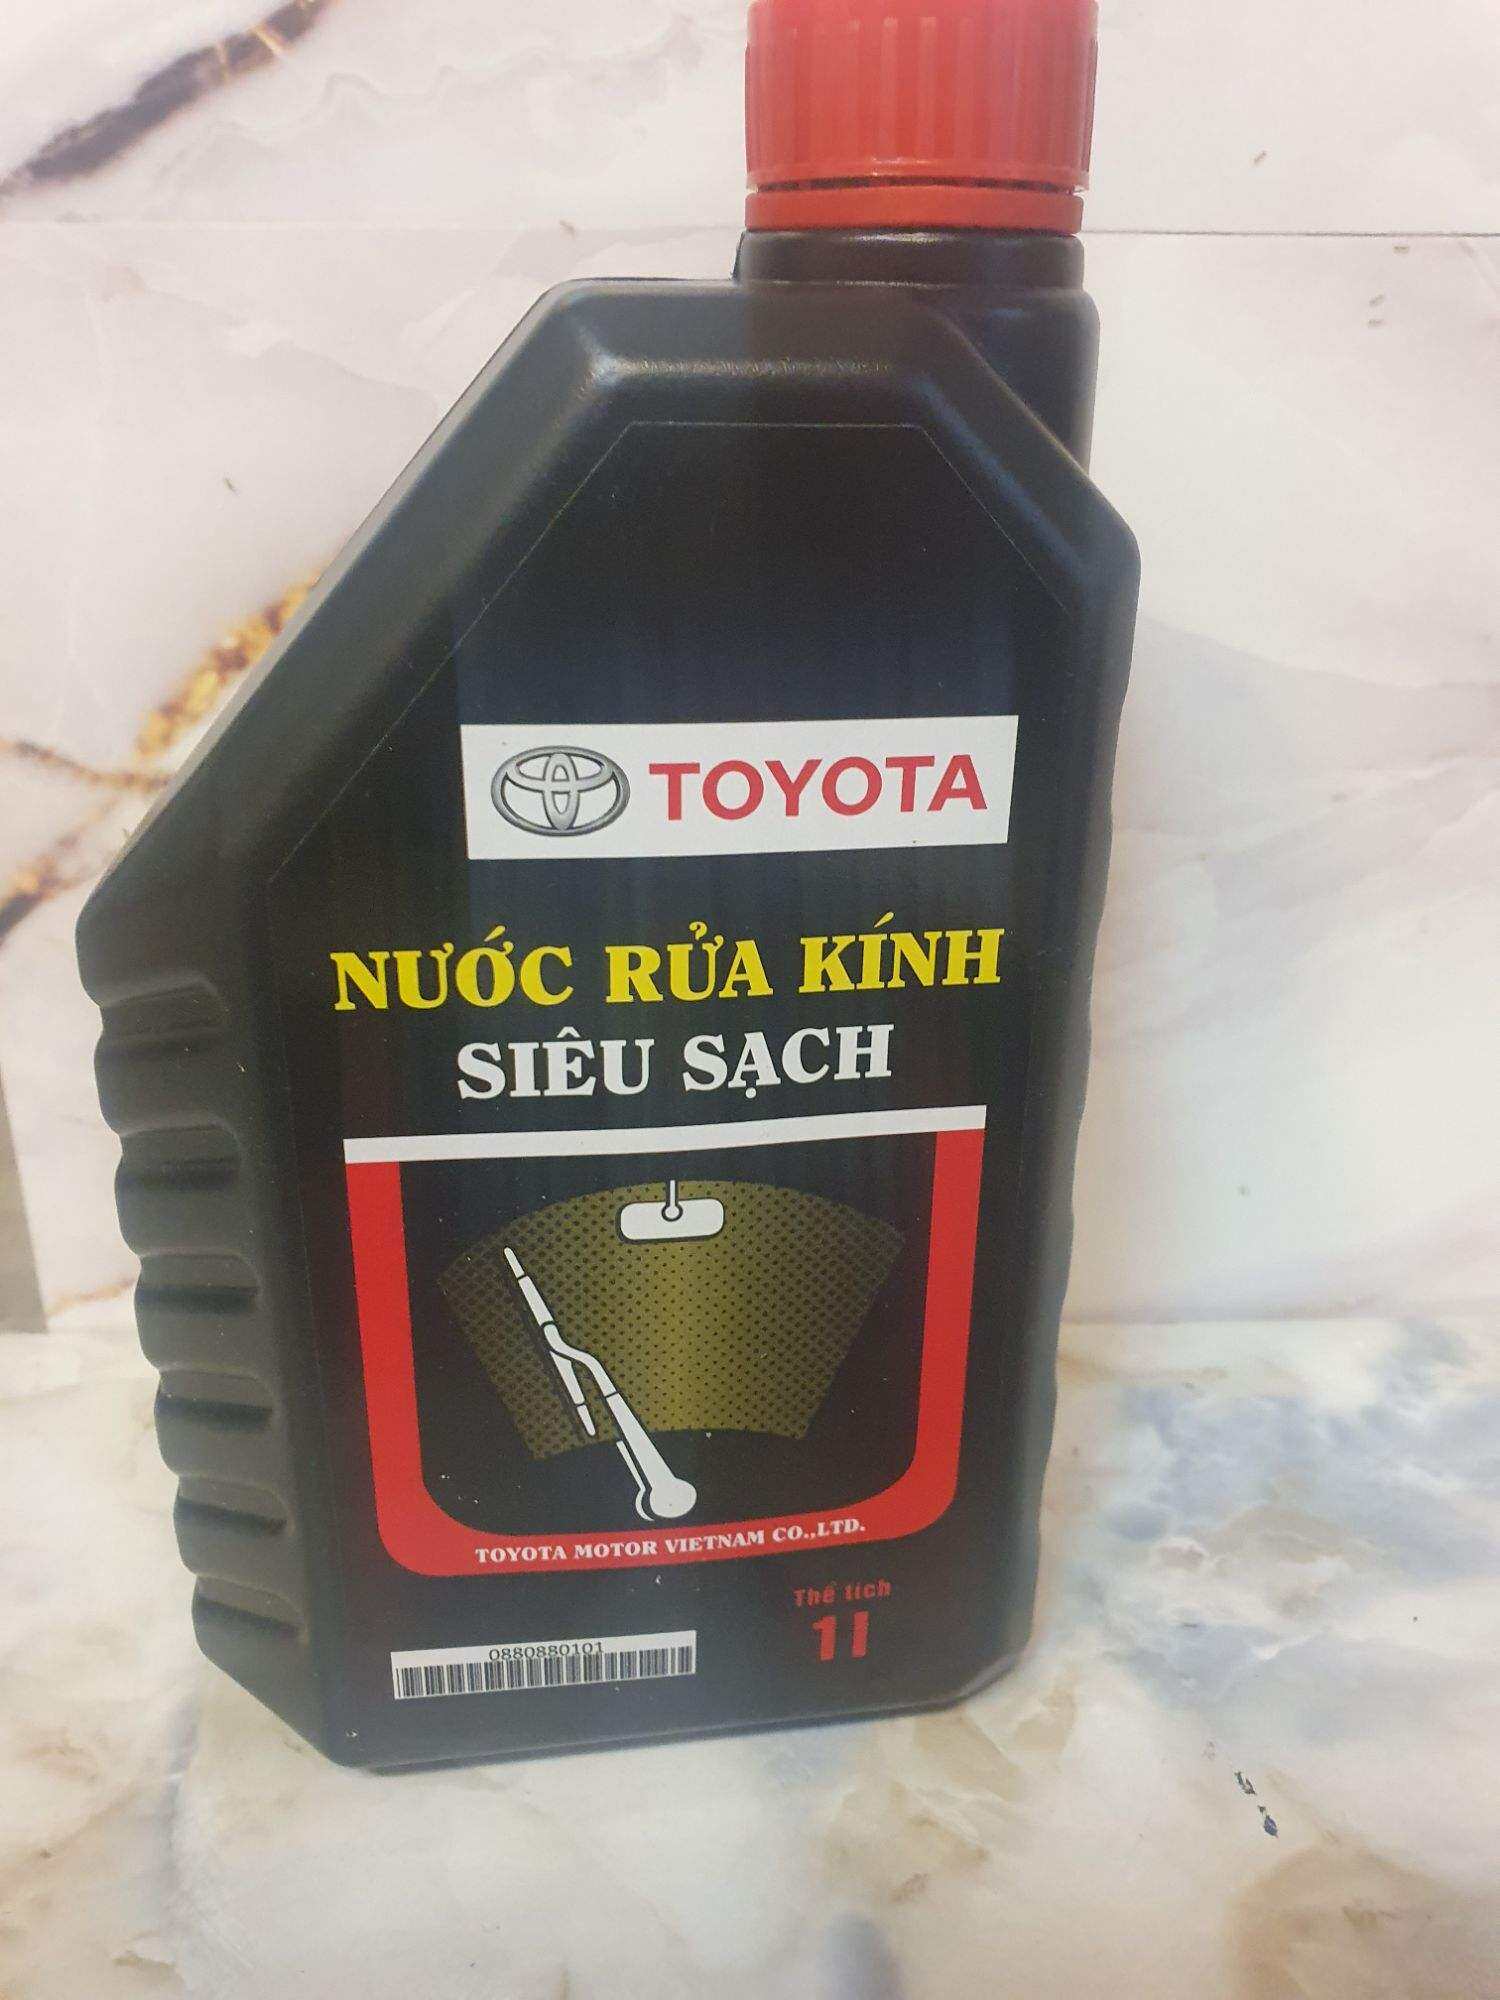 TOYOTA
NƯỚC RỬA KÍNH
SIÊU SẠCH
TOYOTA MOTOR VIETNAM CO.,LTD.
Thể tích
1l
0880880101